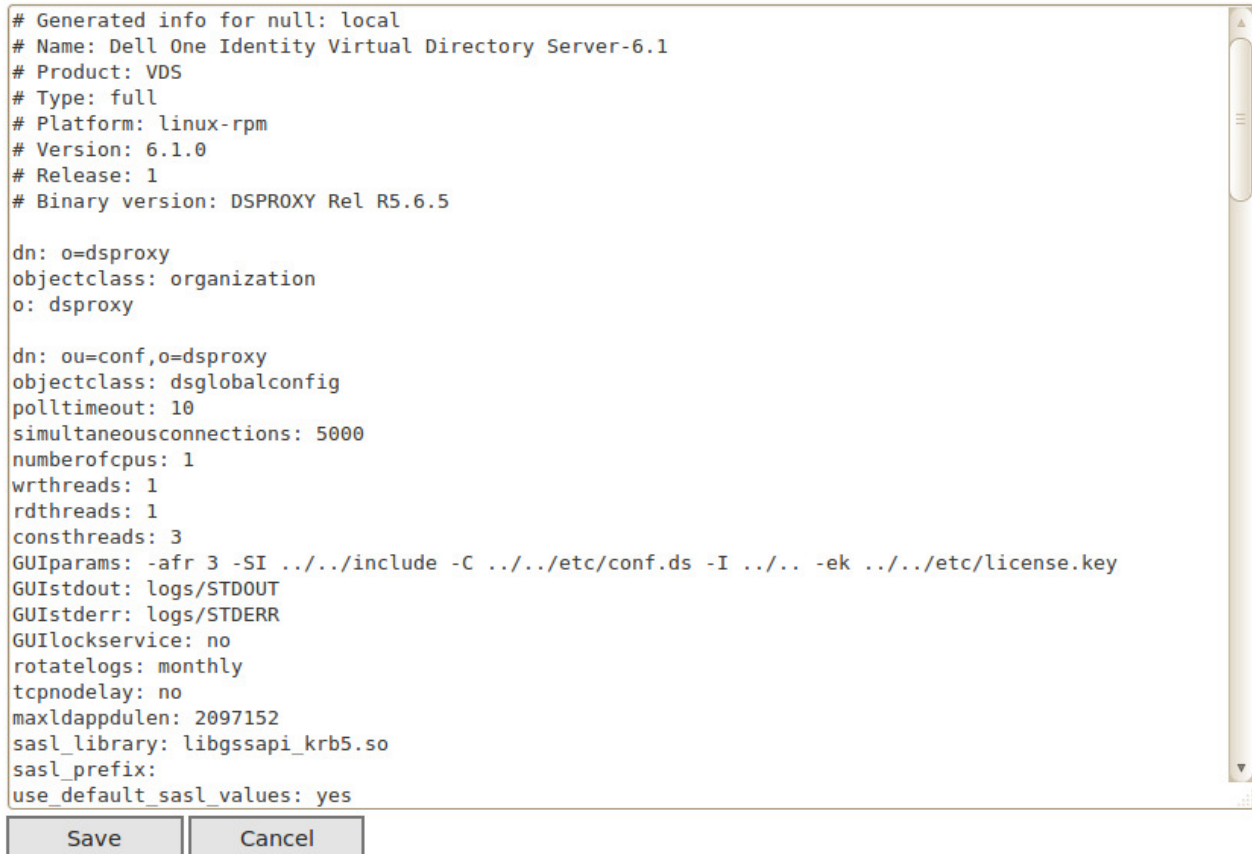 # Generated info for null: local
# Name: Dell One Identity Virtual Directory Server-6.1
# Product: VDS
# Type: full
# Platform: linux-rpm
# Version: 6.1.0
# Release: 1
# Binary version: DSPROXY Rel R5.6.5

dn: o=dsproxy
objectclass: organization
o: dsproxy

dn: ou=conf,o=dsproxy
objectclass: dsglobalconfig
polltimeout: 10
simultaneousconnections: 5000
numberofcpus: 1
wrthreads: 1
rdthreads: 1
consthreads: 3
GUIparams: -afr 3 -SI ../../include -C ../../etc/conf.ds -I ../.. -ek ../../etc/license.key
GUIstdout: logs/STDOUT
GUIstderr: logs/STDERR
GUIlockservice: no
rotatelogs: monthly
tcpnodelay: no
maxldappdulen: 2097152
sasl_library: libgssapi_krb5.so
sasl_prefix:
use_default_sasl_values: yes
Save Cancel